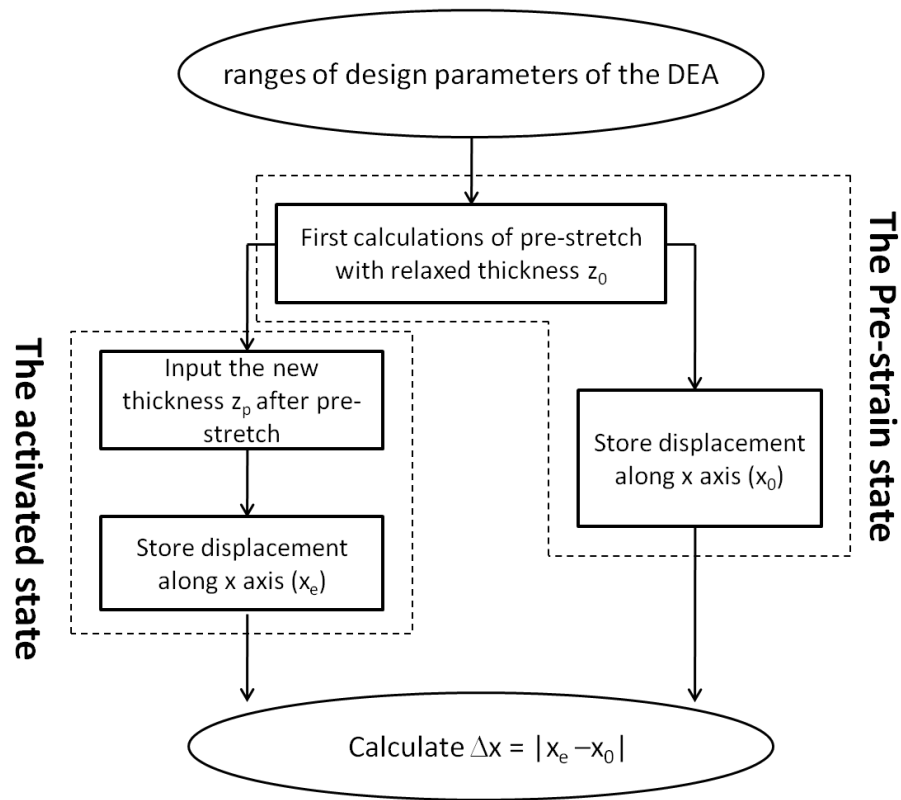 ranges of design parameters of the DEA
First calculations of pre-stretch
with relaxed thickness z₀
The Pre-strain state
The activated state
Input the new
thickness zₚ after pre-
stretch
Store displacement
along x axis (x₀)
Store displacement
along x axis (xₑ)
Calculate Δx = |xₑ –x₀|